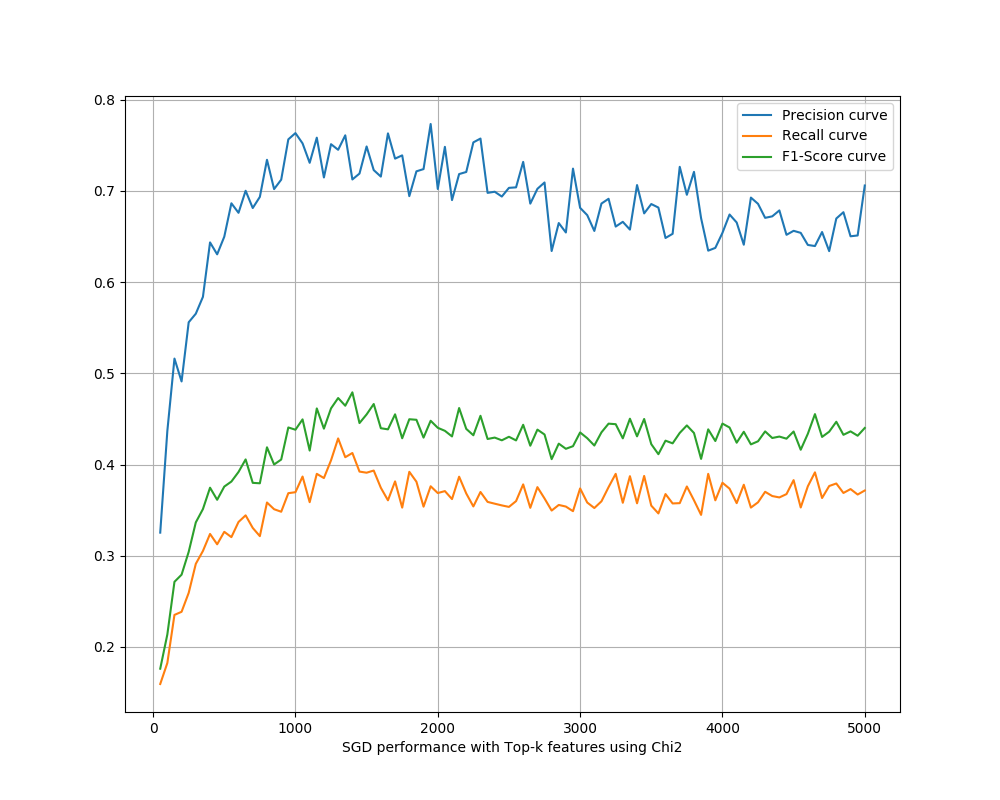 0.8
0.7
0.6
0.5
0.4
0.3
0.2
Precision curve
Recall curve
F1-Score curve
0 1000 2000 3000 4000 5000
SGD performance with Top-k features using Chi2